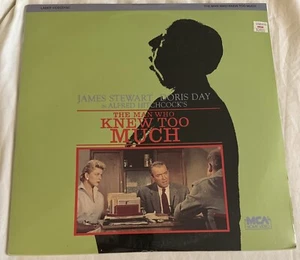 JAMES STEWART DORIS DAY
in ALFRED HITCHCOCK'S
THE MAN WHO
KNEW TOO
MUCH
MCA